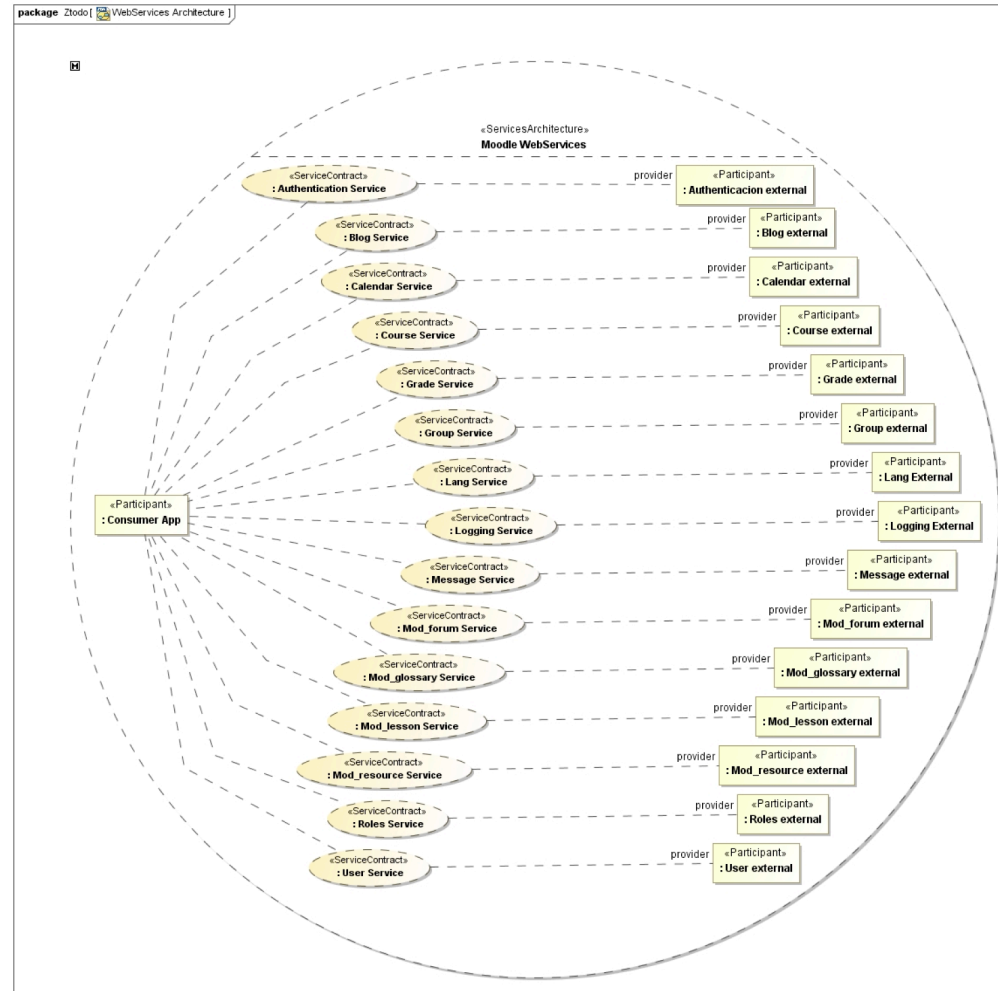 package Ztodo [ WebServices Architecture ]
M
«ServicesArchitecture»
Moodle WebServices
«ServiceContract»
: Authentication Service
provider
«Participant»
: Authenticacion external
«ServiceContract»
: Blog Service
provider
«Participant»
: Blog external
«ServiceContract»
: Calendar Service
provider
«Participant»
: Calendar external
«ServiceContract»
: Course Service
provider
«Participant»
: Course external
«ServiceContract»
: Grade Service
provider
«Participant»
: Grade external
«ServiceContract»
: Group Service
provider
«Participant»
: Group external
«ServiceContract»
: Lang Service
provider
«Participant»
: Lang External
«Participant»
: Consumer App
«ServiceContract»
: Logging Service
provider
«Participant»
: Logging External
«ServiceContract»
: Message Service
provider
«Participant»
: Message external
«ServiceContract»
: Mod_forum Service
provider
«Participant»
: Mod_forum external
«ServiceContract»
: Mod_glossary Service
provider
«Participant»
: Mod_glossary external
«ServiceContract»
: Mod_lesson Service
provider
«Participant»
: Mod_lesson external
«ServiceContract»
: Mod_resource Service
provider
«Participant»
: Mod_resource external
«ServiceContract»
: Roles Service
provider
«Participant»
: Roles external
«ServiceContract»
: User Service
provider
«Participant»
: User external